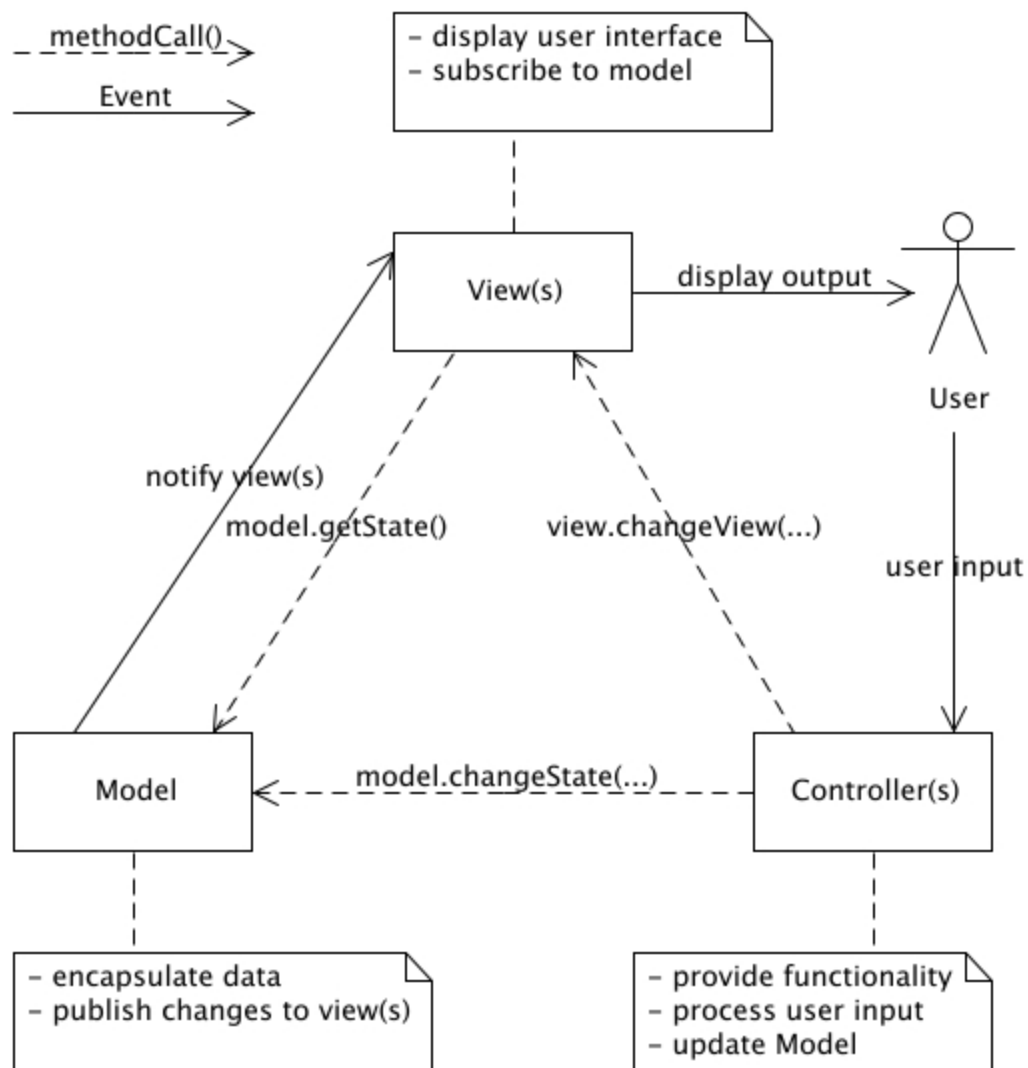 methodCall()
Event
- display user interface
- subscribe to model
View(s)
display output
User
notify view(s)
model.getState()
view.changeView(...)
user input
Model
model.changeState(...)
Controller(s)
- encapsulate data
- publish changes to view(s)
- provide functionality
- process user input
- update Model